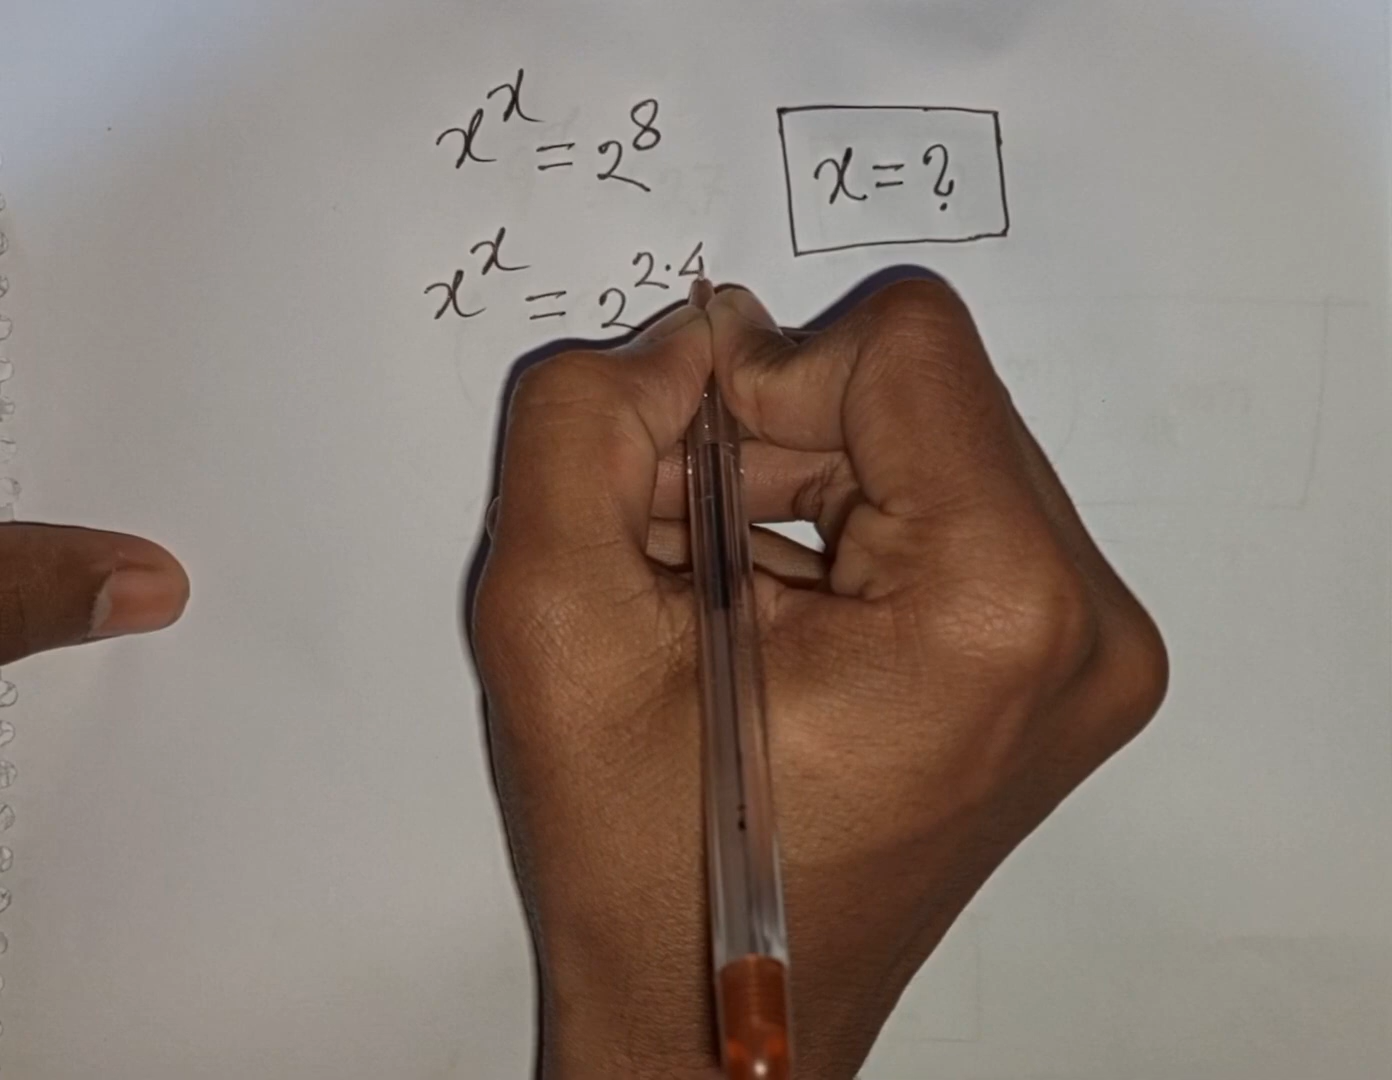 x^x = 2^8
x = ?
x^x = 2^{2·4}